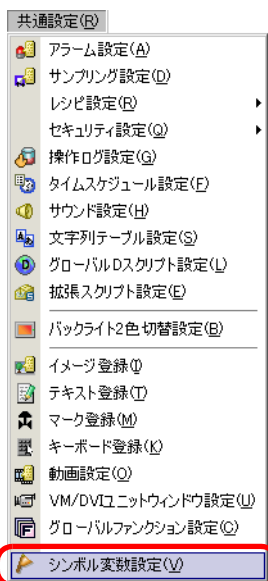 共通設定(R)
アラーム設定(A)
サンプリング設定(D)
レシピ設定(R)
セキュリティ設定(Q)
操作ログ設定(G)
タイムスケジュール設定(F)
サウンド設定(H)
文字列テーブル設定(S)
グローバルDスクリプト設定(L)
拡張スクリプト設定(E)
バックライト2色切替設定(B)
イメージ登録(I)
テキスト登録(T)
マーク登録(M)
キーボード登録(K)
動画設定(O)
VM/DVIユニットウィンドウ設定(U)
グローバルファンクション設定(C)
シンボル変数設定(V)